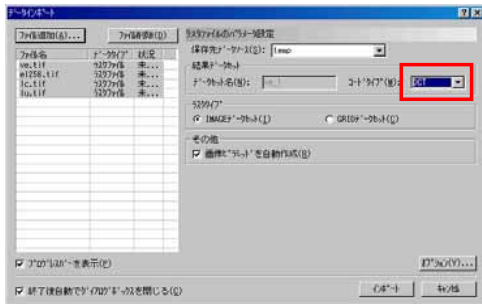 データインポート
ファイル追加(A)...
ファイル移除(D)
ラスタファイルのパラメータ設定
ファイル名 データタイプ 状況
ve.tif ラスタファイル 未...
e1258.tif ラスタファイル 未...
lc.tif ラスタファイル 未...
lu.tif ラスタファイル 未...
保存先データソース(S): temp
結果データセット
データセット名(N): ve_1 コードタイプ(W): DCT
ラスタタイプ
IMAGEデータセット(J) GRIDデータセット(G)
その他
画像ピラミッドを自動作成(R)
プログレスバーを表示(P)
オプション(Y)...
終了後自動でダイアログボックスを閉じる(C)
インポート
キャンセル